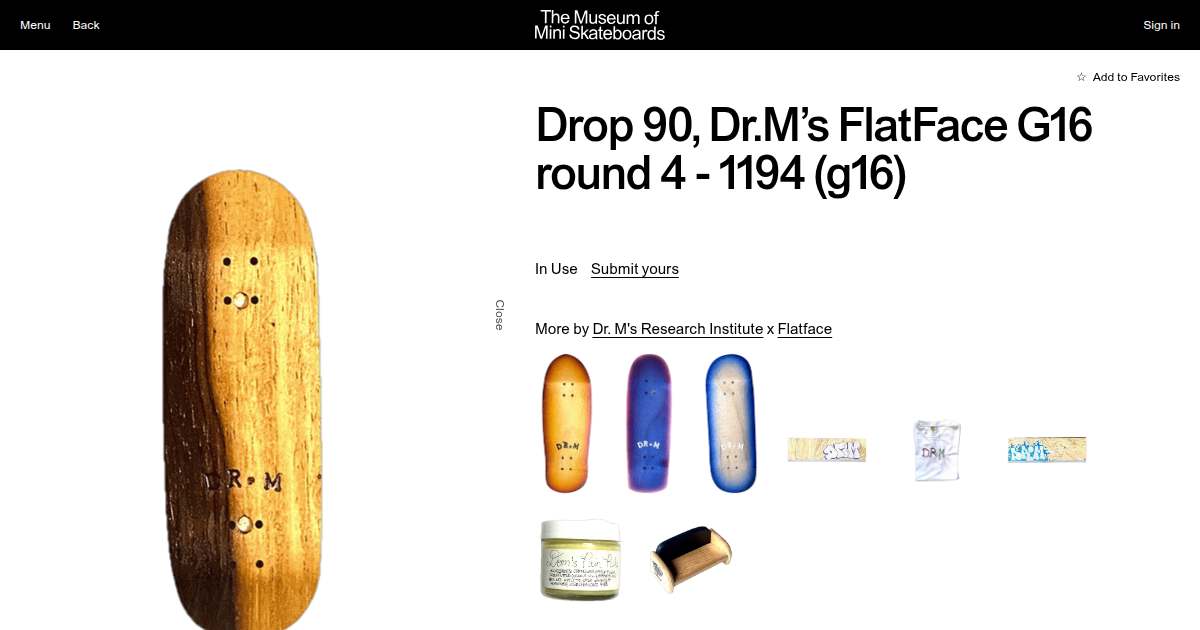 Menu
Back
The Museum of
Mini Skateboards
Sign in
☆ Add to Favorites
Drop 90, Dr.M’s FlatFace G16
round 4 - 1194 (g16)
In Use Submit yours
Close
More by Dr. M's Research Institute x Flatface
DR•M
DR•M
DR•M
DR•M
DRM
DR M